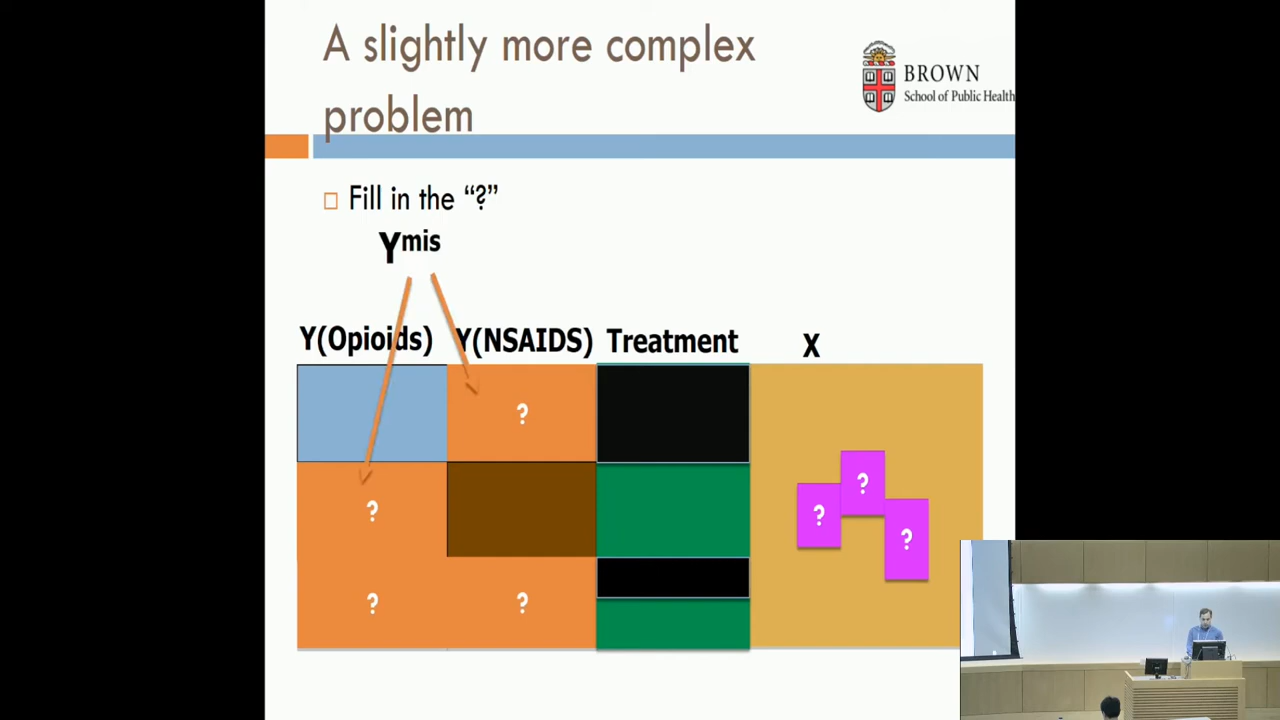 A slightly more complex
problem
BROWN
School of Public Health
Fill in the “?”
Ymis
Y(Opioids) Y(NSAIDS) Treatment X
?
?
? ? ?
? ?